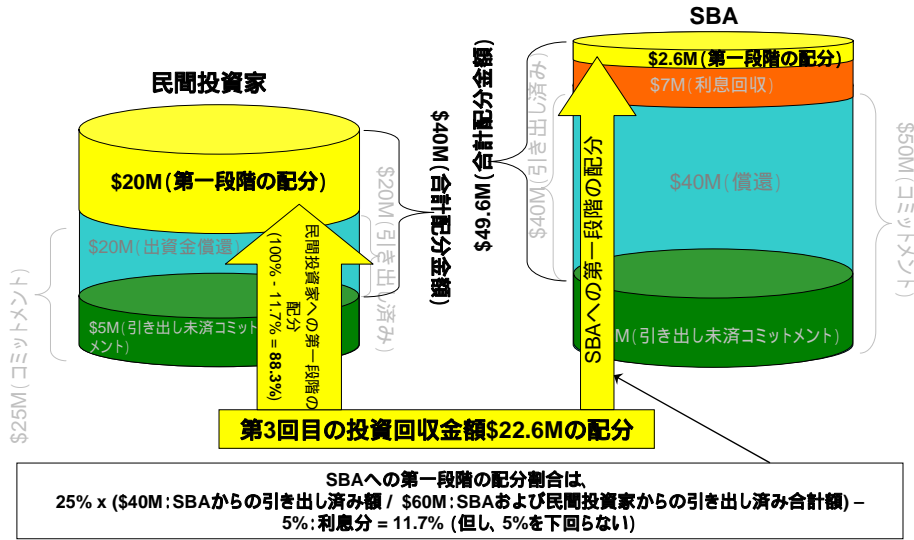 SBA
民間投資家
$2.6M(第一段階の配分)
$7M(利息回収)
$40M(償還)
M(引き出し未済コミットメント)
$50M(コミットメント)
$49.6M(合計配分金額)
$40M(引き出し済み)
SBAへの第一段階の配分
$20M(第一段階の配分)
$20M(出資金償還)
$5M(引き出し未済コミット
メント)
$25M(コミットメント)
$20M(引き出し済み)
$40M(合計配分金額)
民間投資家への第一段階の
配分
(100% - 11.7% = 88.3%)
第3回目の投資回収金額$22.6Mの配分
SBAへの第一段階の配分割合は、
25% x ($40M:SBAからの引き出し済み額 / $60M:SBAおよび民間投資家からの引き出し済み合計額) –
5%:利息分 = 11.7% (但し、5%を下回らない)